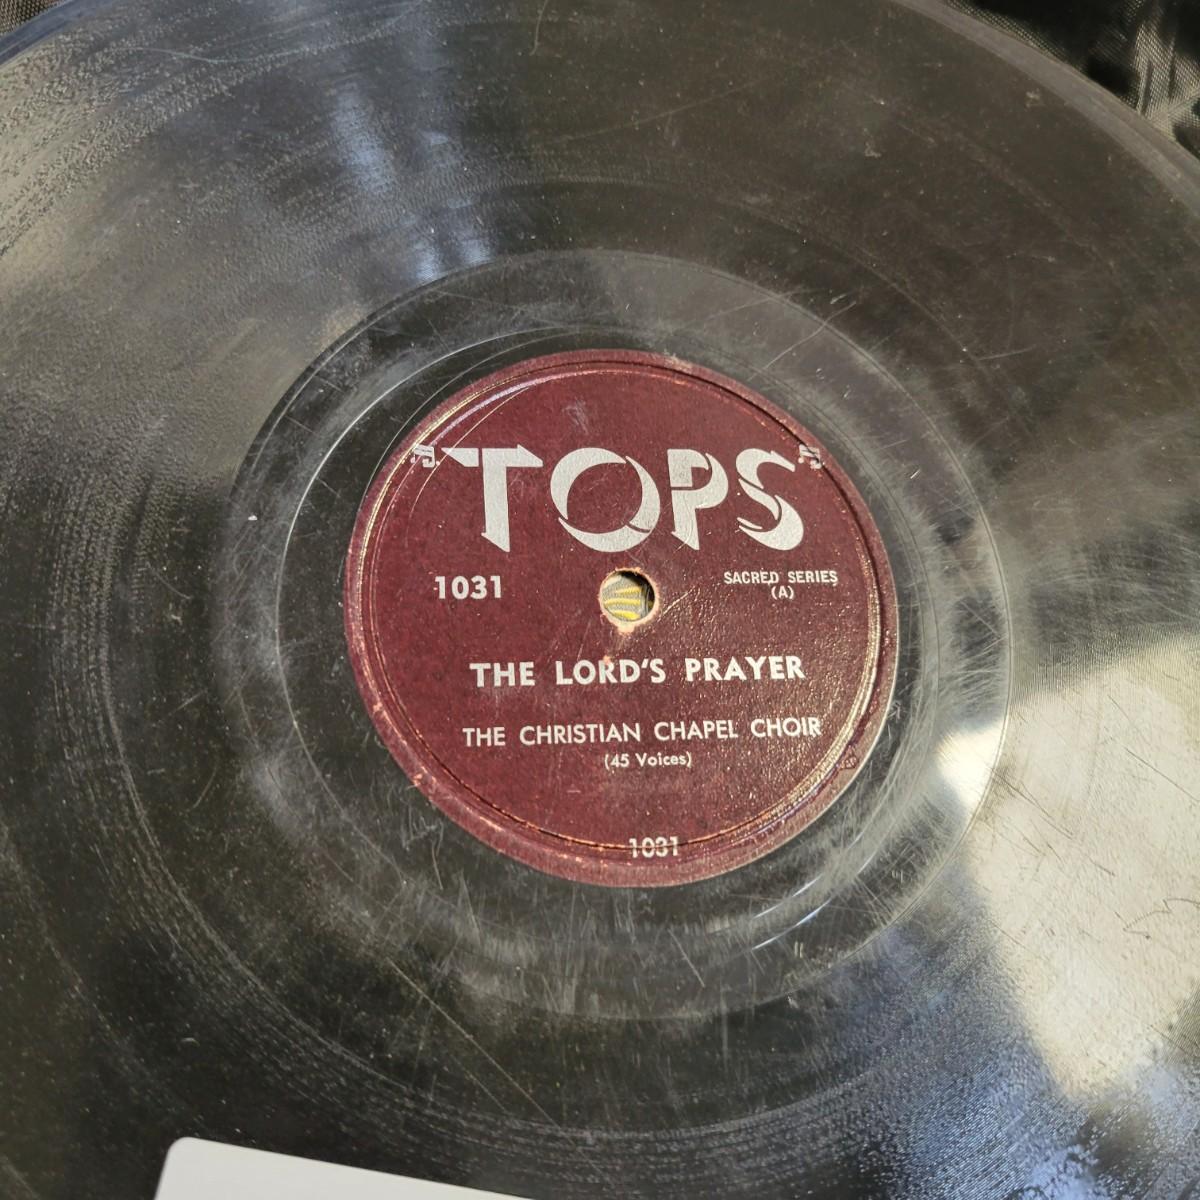 TOPS
1031
SACRED SERIES
(A)
THE LORD'S PRAYER
THE CHRISTIAN CHAPEL CHOIR
(45 Voices)
1031